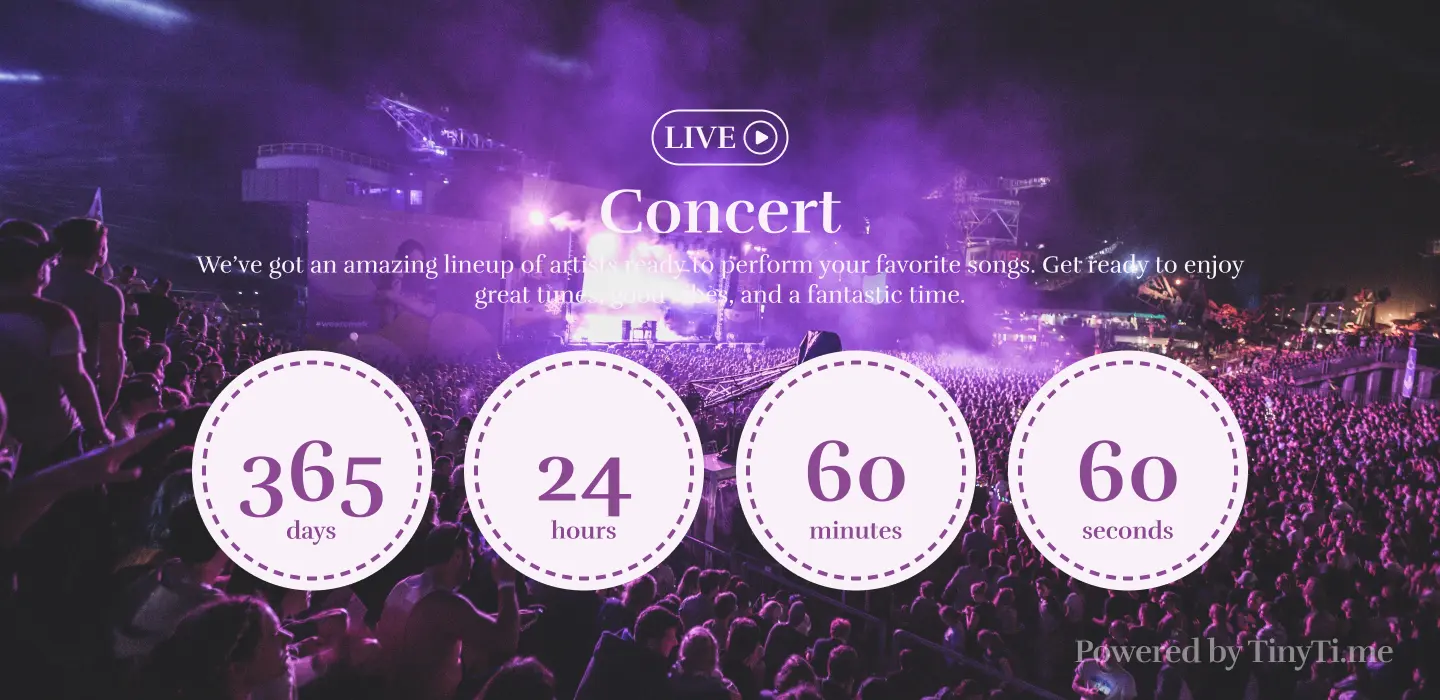 LIVE
Concert
We've got an amazing lineup of artists ready to perform your favorite songs. Get ready to enjoy
great tunes, good vibes, and a fantastic time.
365
days
24
hours
60
minutes
60
seconds
Powered by TinyTi.me